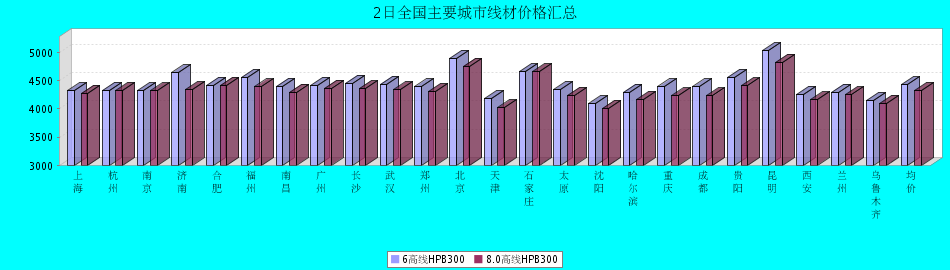 2日全国主要城市线材价格汇总
5000
4500
4000
3500
3000
上海 杭州 南京 济南 合肥 福州 南昌 广州 长沙 武汉 郑州 北京 天津 石家庄 太原 沈阳 哈尔滨 重庆 成都 贵阳 昆明 西安 兰州 乌鲁木齐 均价
6高线HPB300 8.0高线HPB300